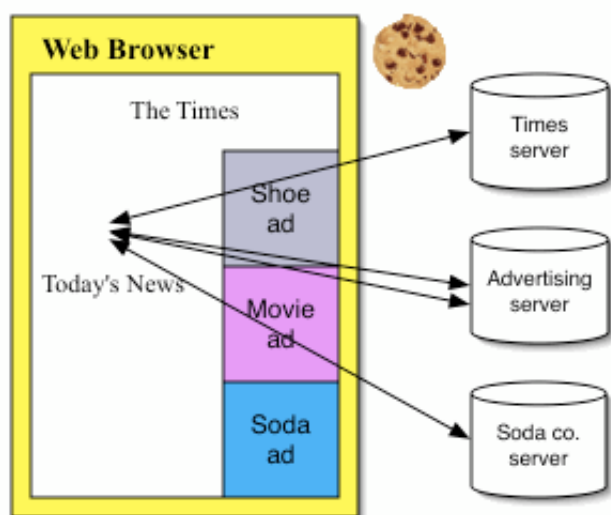 Web Browser
The Times
Shoe
ad
Today's News
Movie
ad
Soda
ad
Times
server
Advertising
server
Soda co.
server